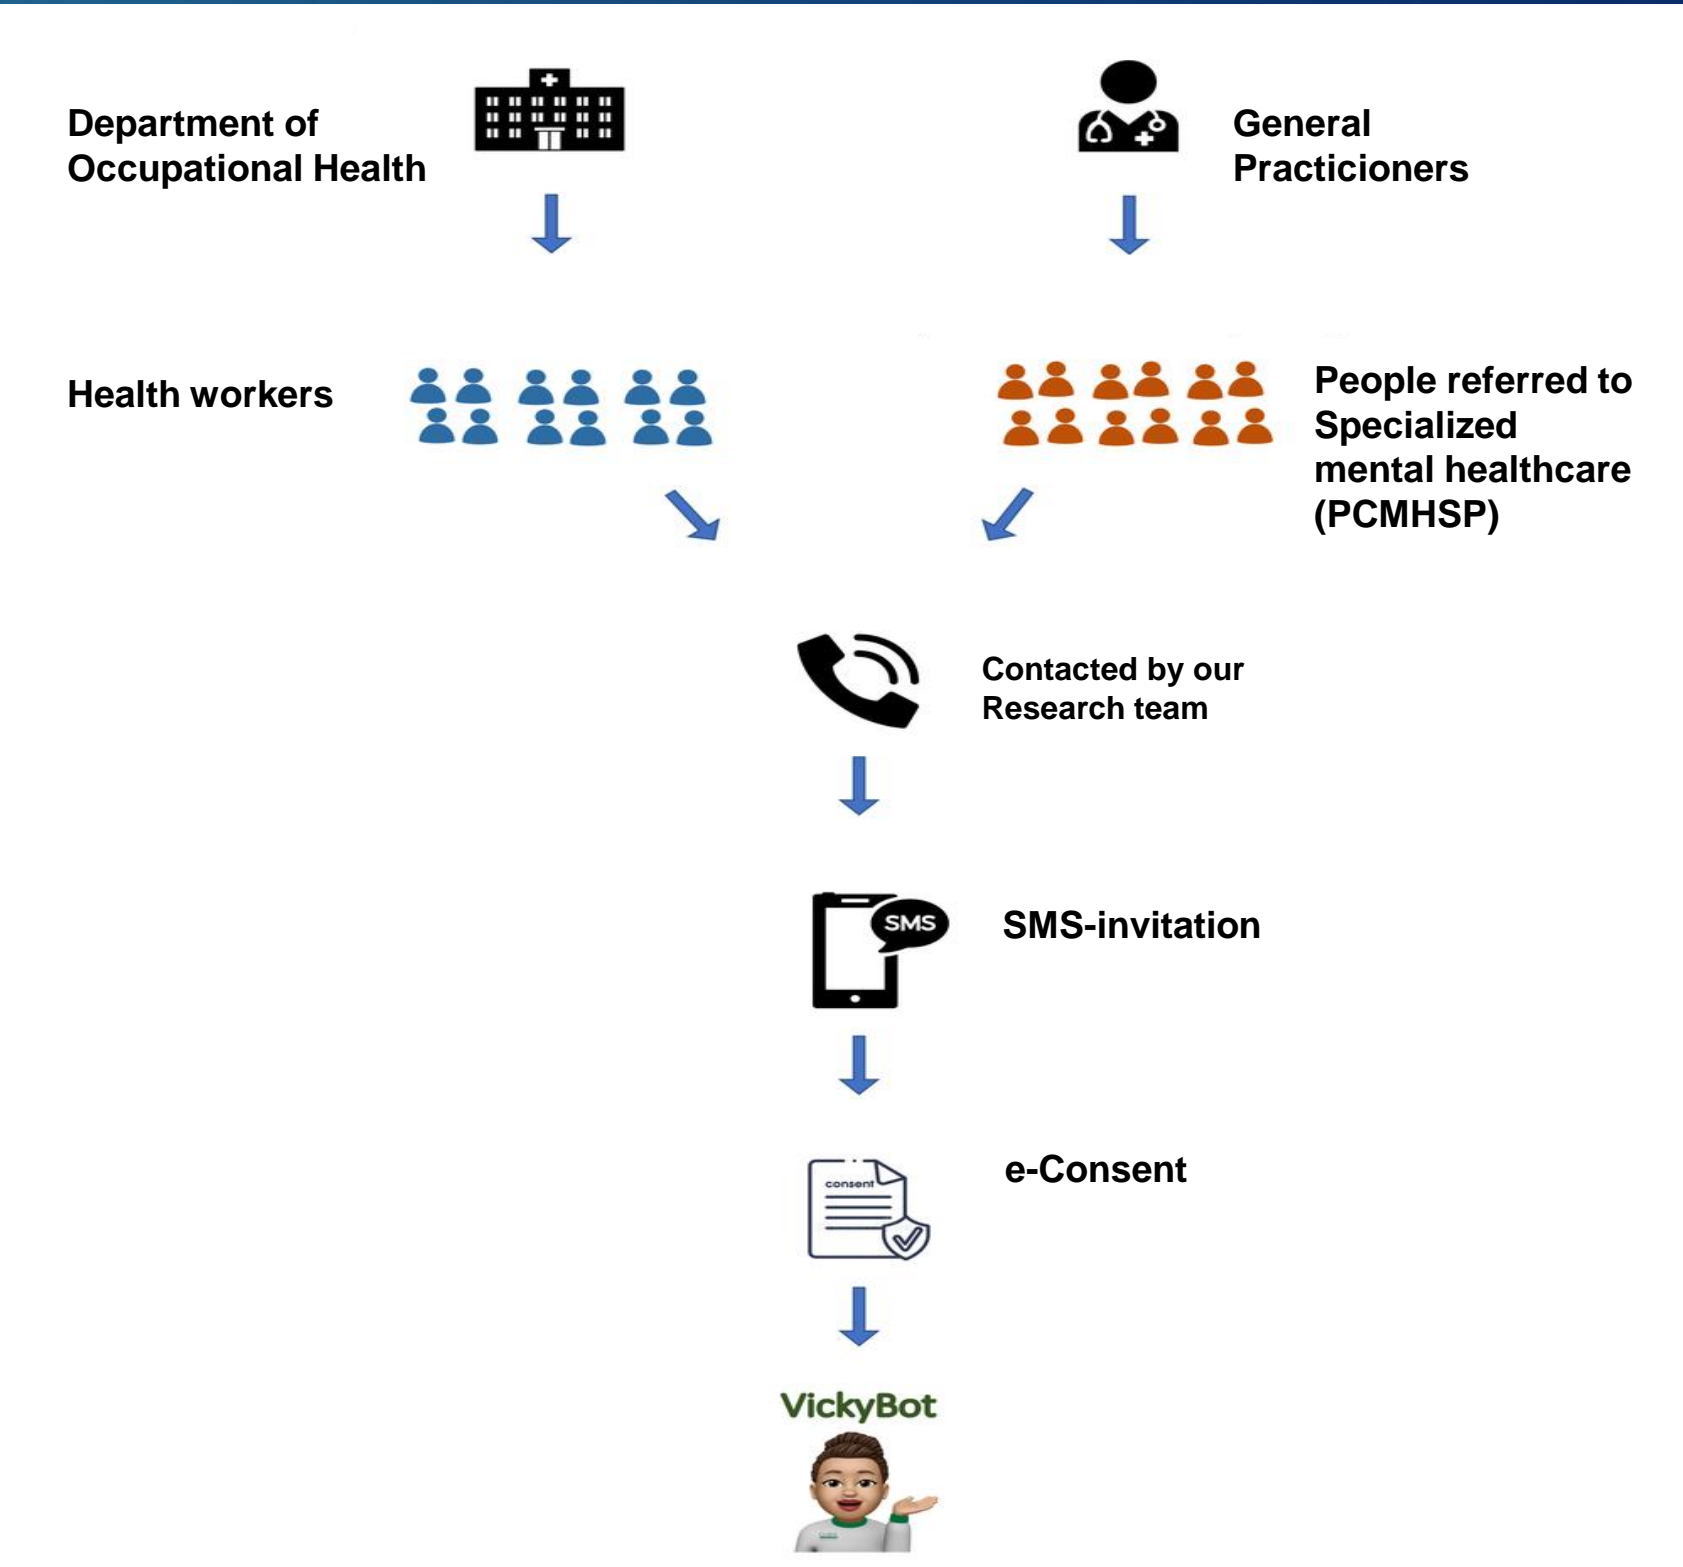 Department of
Occupational Health
General
Practicioners
Health workers
People referred to
Specialized
mental healthcare
(PCMHSP)
Contacted by our
Research team
SMS
SMS-invitation
consent
e-Consent
VickyBot